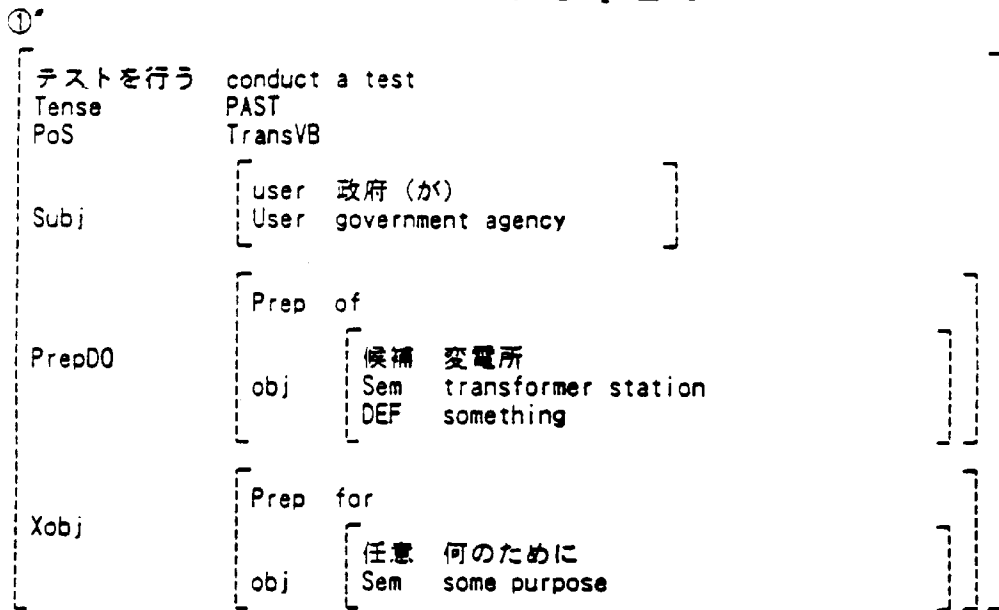 ①
テストを行う conduct a test
Tense PAST
PoS TransVB
user 政府（が）
Subj User government agency
Prep of
PrepDO 候補 変電所
obj Sem transformer station
DEF something
Prep for
Xobj 任意 何のために
obj Sem some purpose